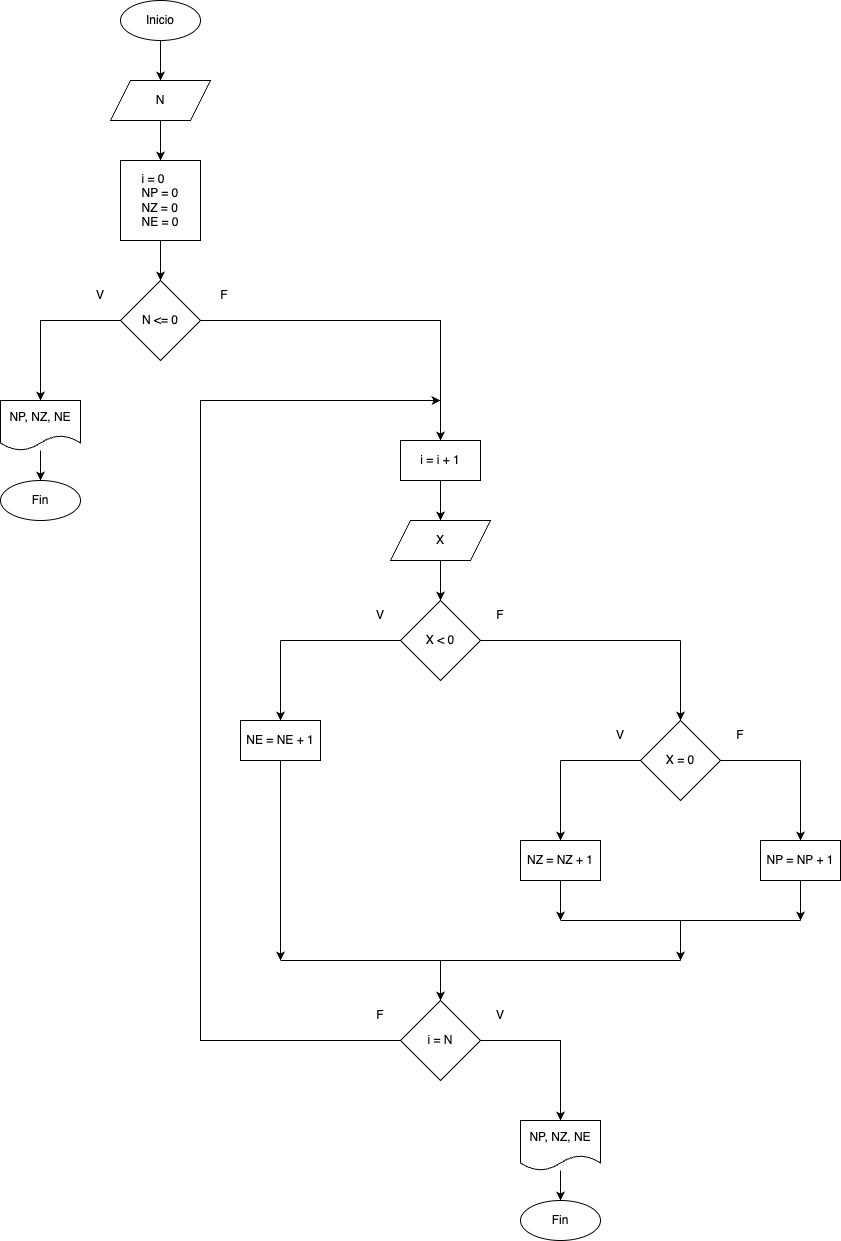 Inicio
N
i = 0
NP = 0
NZ = 0
NE = 0
V
F
N <= 0
NP, NZ, NE
Fin
i = i + 1
X
V
F
X < 0
NE = NE + 1
V
F
X = 0
NZ = NZ + 1
NP = NP + 1
F
V
i = N
NP, NZ, NE
Fin